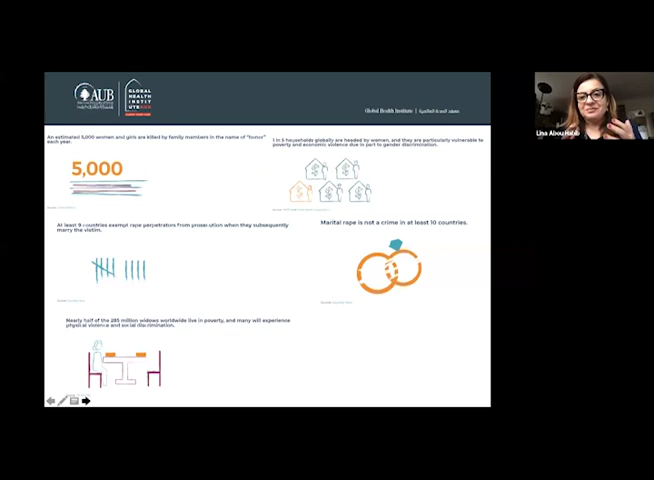 AUB
GLOBAL
HEALTH
INSTIT
UTE
Global Health Institute
An estimated 5,000 women and girls are killed by family members in the name of "honor"
each year.
5,000
1 in 5 households globally are headed by women, and they are particularly vulnerable to
poverty and economic violence due in part to gender discrimination.
At least 9 countries exempt rape perpetrators from prosecution when they subsequently
marry the victim.
Marital rape is not a crime in at least 10 countries.
Nearly half of the 285 million widows worldwide live in poverty, and many will experience
physical violence and social discrimination.
Lina Abou Habib